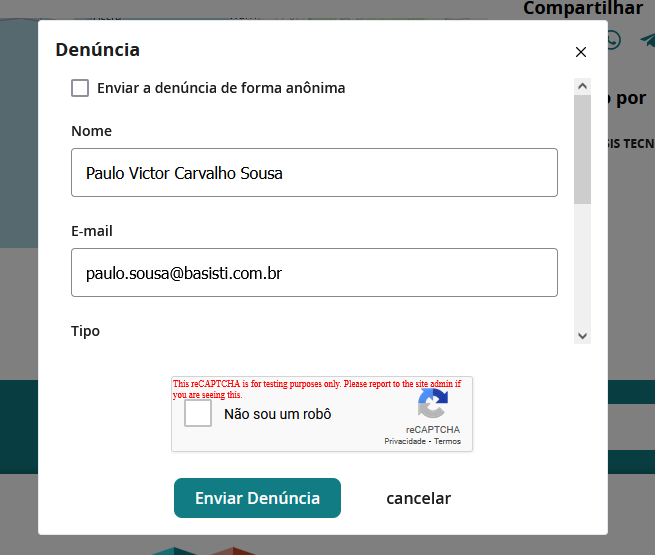 Compartilhar
Denúncia
Enviar a denúncia de forma anônima
por
Nome
Paulo Victor Carvalho Sousa
E-mail
paulo.sousa@basisti.com.br
Tipo
This reCAPTCHA is for testing purposes only. Please report to the site admin if
you are seeing this.
Não sou um robô
reCAPTCHA
Privacidade - Termos
Enviar Denúncia
cancelar